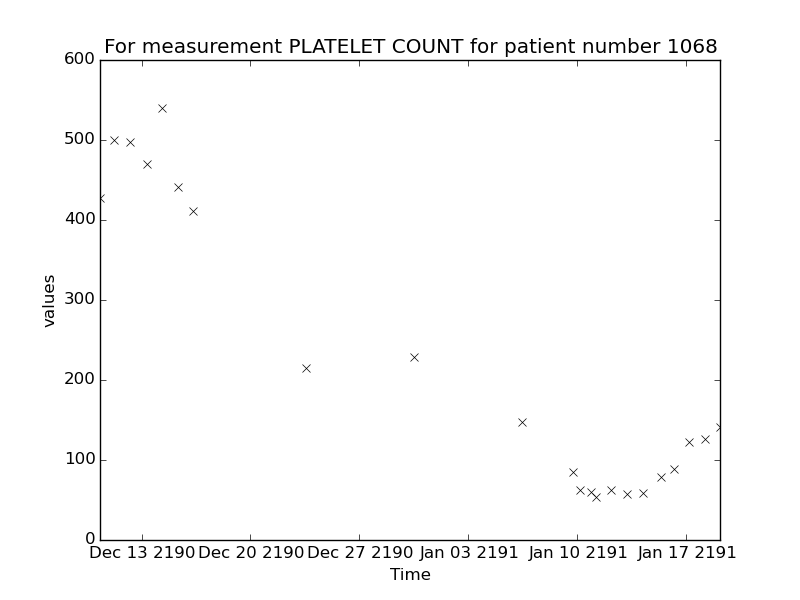 For measurement PLATELET COUNT for patient number 1068
600
500
400
300
200
100
0
values
Dec 13 2190 Dec 20 2190 Dec 27 2190 Jan 03 2191 Jan 10 2191 Jan 17 2191
Time